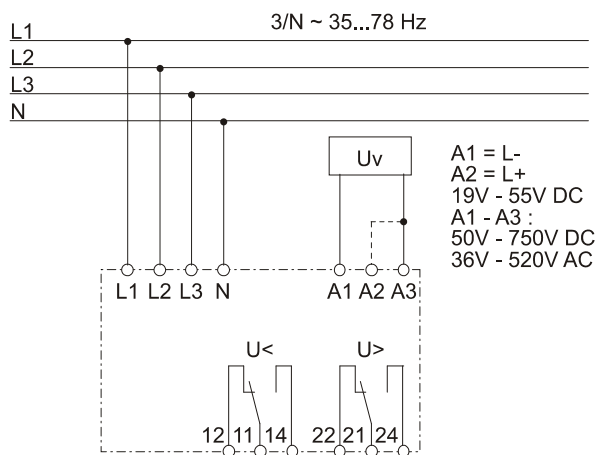 3/N ~ 35...78 Hz
L1
L2
L3
N
Uv
A1 = L-
A2 = L+
19V - 55V DC
A1 - A3 :
50V - 750V DC
36V - 520V AC
L1 L2 L3 N A1 A2 A3
U< U>
12 11 14 22 21 24